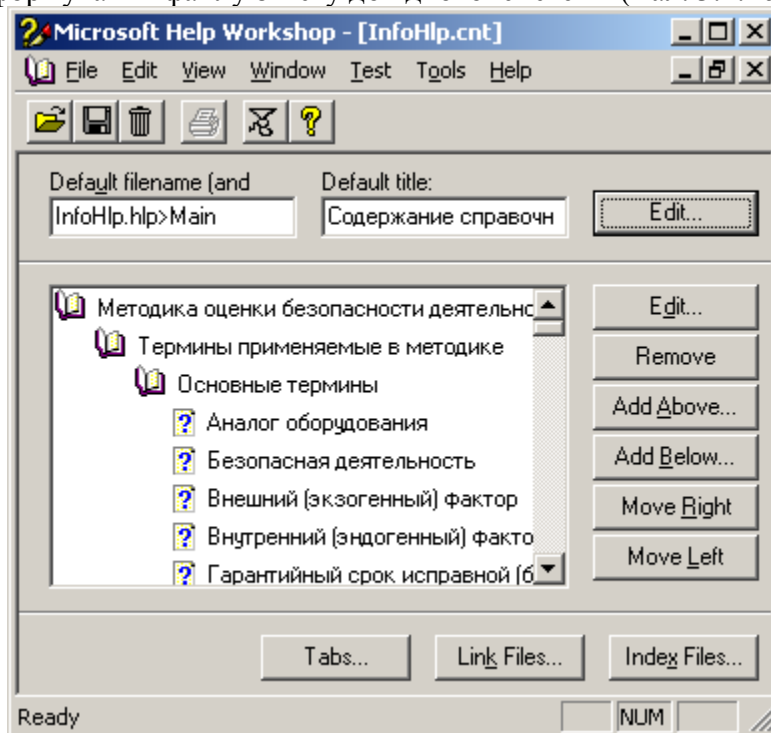 Microsoft Help Workshop - [InfoHlp.cnt]
File Edit View Window Test Tools Help
Default filename (and Default title:
InfoHlp.hlp>Main Содержание справочн Edit...
Методика оценки безопасности деятельнс Edit...
Термины применяемые в методике Remove
Основные термины
Аналог оборудования Add Above...
Безопасная деятельность Add Below...
Внешний (экзогенный) фактор Move Right
Внутренний (эндогенный) факто Move Left
Гарантийный срок исправной (б
Tabs... Link Files... Index Files...
Ready NUM